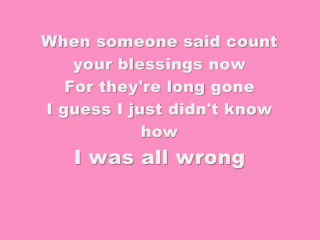 When someone said count
your blessings now
For they're long gone
I guess I just didn't know
how
I was all wrong